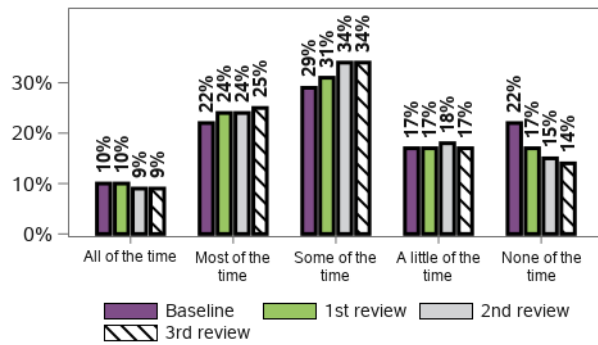 10% 10% 9% 9%
22% 24% 24% 25%
29% 31% 34% 34%
17% 17% 18% 17%
22% 17% 15% 14%
30%
20%
10%
0%
All of the time
Most of the
time
Some of the
time
A little of the
time
None of the
time
Baseline 1st review 2nd review
3rd review